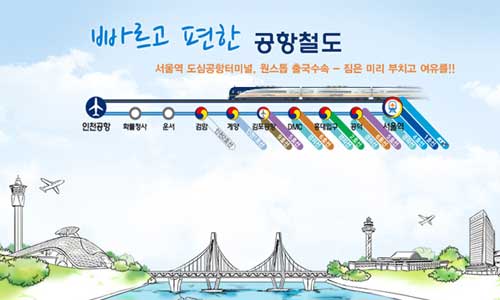 빠르고 편한 공항철도
서울역 도심공항터미널, 원스톱 출국수속 - 짐은 미리 부치고 여유를!!
인천공항 화물청사 운서 검암 계양 김포공항 DMC 홍대입구 공덕 서울역